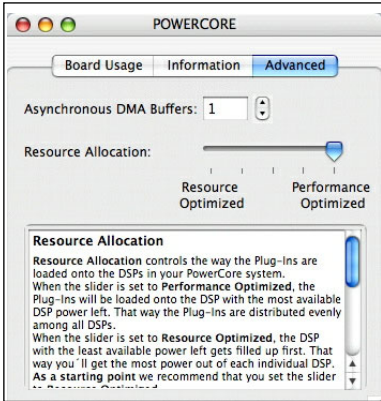 POWERCORE
Board Usage Information Advanced
Asynchronous DMA Buffers: 1
Resource Allocation:
Resource Performance
Optimized Optimized
Resource Allocation
Resource Allocation controls the way the Plug-Ins are
loaded onto the DSPs in your PowerCore system.
When the slider is set to Performance Optimized, the
Plug-Ins will be loaded onto the DSP with the most available
DSP power left. That way the Plug-Ins are distributed evenly
among all DSPs.
When the slider is set to Resource Optimized, the DSP
with the least available power left gets filled up first. That
way you´ll get the most power out of each individual DSP.
As a starting point we recommend that you set the slider
to Resource Optimized